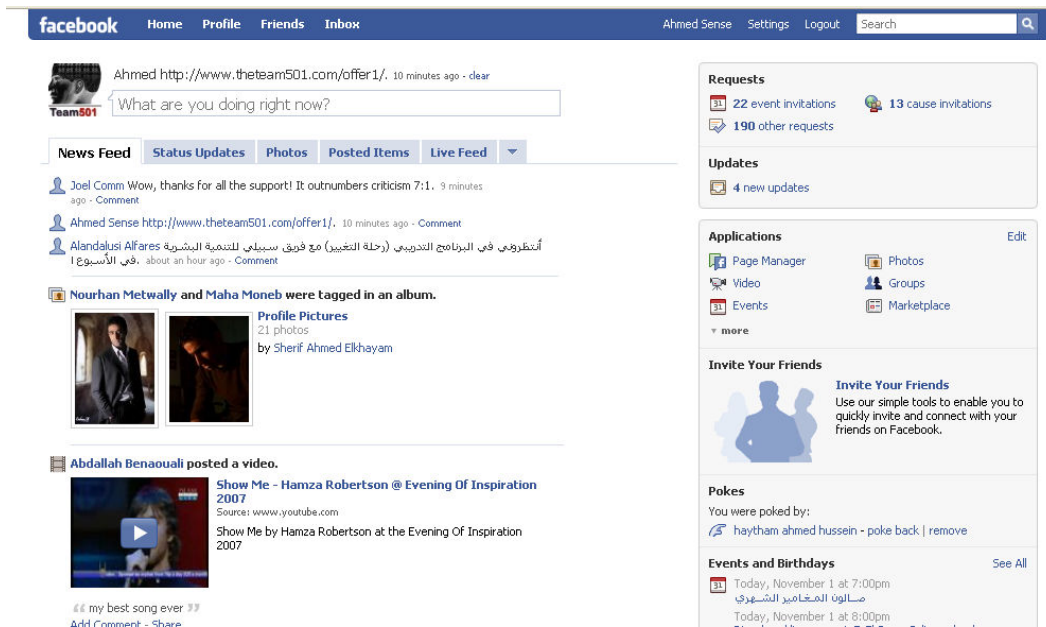 facebook Home Profile Friends Inbox Ahmed Sense Settings Logout Search
Ahmed http://www.theteam501.com/offer1/. 10 minutes ago - clear
What are you doing right now?
Team501
News Feed Status Updates Photos Posted Items Live Feed
Joel Comm Wow, thanks for all the support! It outnumbers criticism 7:1. 9 minutes
ago - Comment
Ahmed Sense http://www.theteam501.com/offer1/. 10 minutes ago - Comment
Alandalusi Alfares أنتظروني في البرنامج التدريبي (رحلة التغيير) مع فريق سبيلي للتنمية البشرية
في الأسبوع ا. about an hour ago - Comment
Nourhan Metwally and Maha Moneb were tagged in an album.
Profile Pictures
21 photos
by Sherif Ahmed Elkhayam
Abdallah Benaouali posted a video.
Show Me - Hamza Robertson @ Evening Of Inspiration
2007
Source: www.youtube.com
Show Me by Hamza Robertson at the Evening Of Inspiration
2007
my best song ever
Add Comment - Share
Requests
22 event invitations 13 cause invitations
190 other requests
Updates
4 new updates
Applications Edit
Page Manager Photos
Video Groups
Events Marketplace
more
Invite Your Friends
Invite Your Friends
Use our simple tools to enable you to
quickly invite and connect with your
friends on Facebook.
Pokes
You were poked by:
haytham ahmed hussein - poke back | remove
Events and Birthdays See All
31 Today, November 1 at 7:00pm
صـالون المـغـامير الشـهري
Today, November 1 at 8:00pm